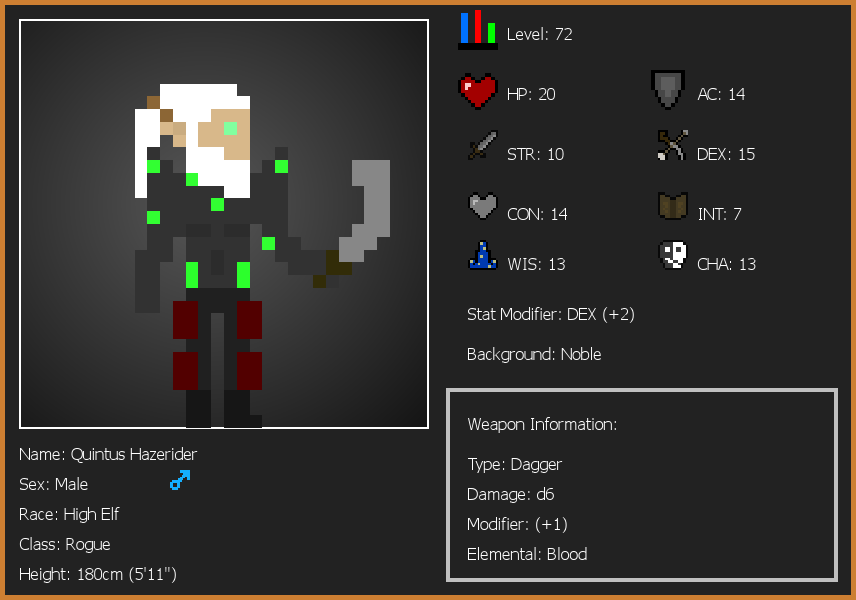 Level: 72
HP: 20
AC: 14
STR: 10
DEX: 15
CON: 14
INT: 7
WIS: 13
CHA: 13
Stat Modifier: DEX (+2)
Background: Noble
Weapon Information:
Type: Dagger
Damage: d6
Modifier: (+1)
Elemental: Blood
Name: Quintus Hazerider
Sex: Male
Race: High Elf
Class: Rogue
Height: 180cm (5'11")